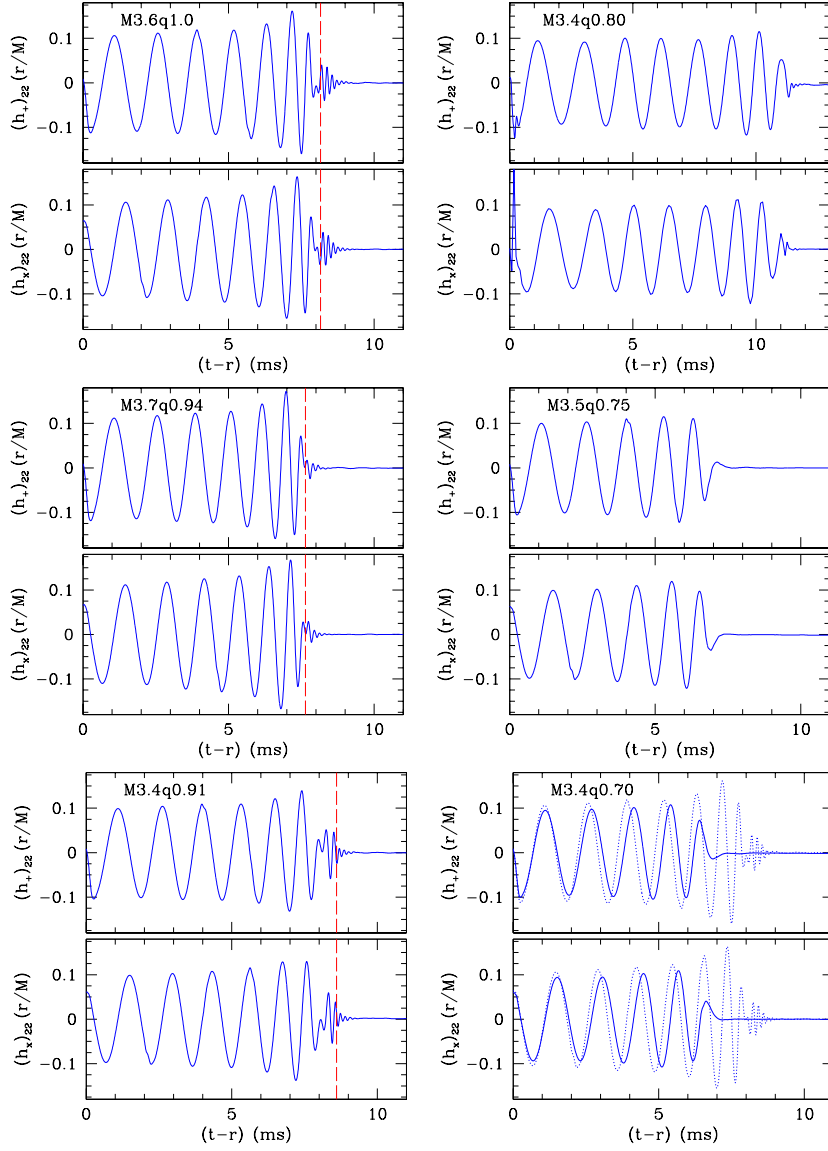 M3.6q1.0
0.1
0
−0.1
(h+)22(r/M)
0.1
0
−0.1
(hx)22(r/M)
0
5
10
(t−r) (ms)
M3.4q0.80
0.1
0
−0.1
(h+)22(r/M)
0.1
0
−0.1
(hx)22(r/M)
0
5
10
(t−r) (ms)
M3.7q0.94
0.1
0
−0.1
(h+)22(r/M)
0.1
0
−0.1
(hx)22(r/M)
0
5
10
(t−r) (ms)
M3.5q0.75
0.1
0
−0.1
(h+)22(r/M)
0.1
0
−0.1
(hx)22(r/M)
0
5
10
(t−r) (ms)
M3.4q0.91
0.1
0
−0.1
(h+)22(r/M)
0.1
0
−0.1
(hx)22(r/M)
0
5
10
(t−r) (ms)
M3.4q0.70
0.1
0
−0.1
(h+)22(r/M)
0.1
0
−0.1
(hx)22(r/M)
0
5
10
(t−r) (ms)